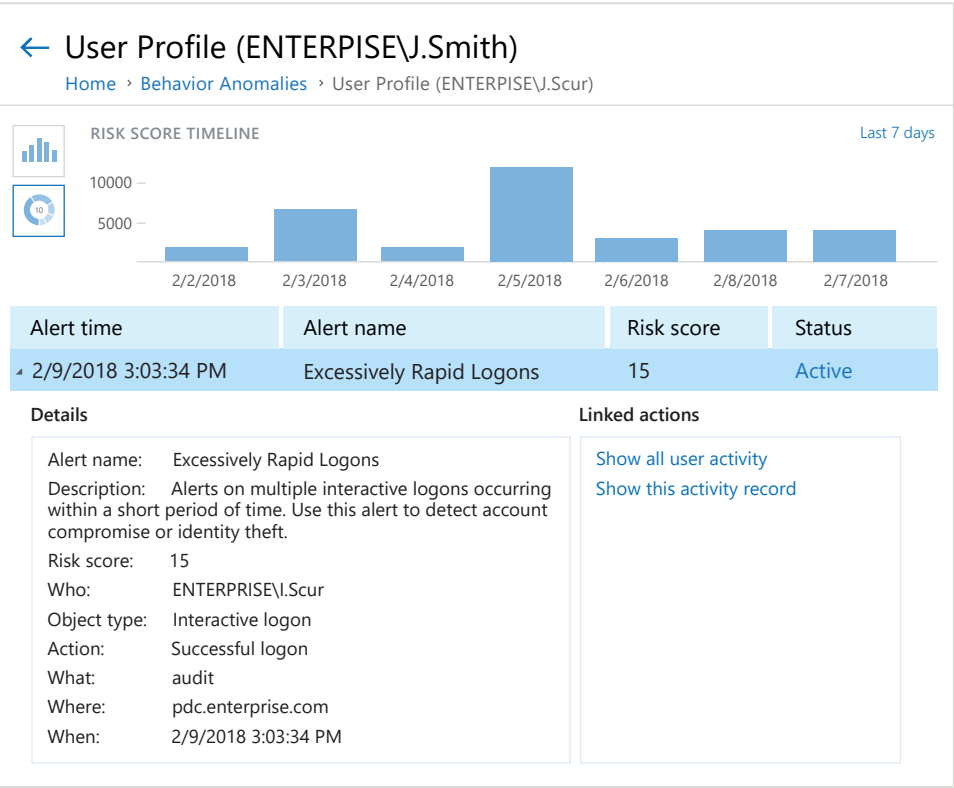 ← User Profile (ENTERPISE\J.Smith)
Home › Behavior Anomalies › User Profile (ENTERPISE\J.Scur)
RISK SCORE TIMELINE
Last 7 days
10
10000
5000
2/2/2018 2/3/2018 2/4/2018 2/5/2018 2/6/2018 2/8/2018 2/7/2018
Alert time Alert name Risk score Status
2/9/2018 3:03:34 PM Excessively Rapid Logons 15 Active
Details
Alert name: Excessively Rapid Logons
Description: Alerts on multiple interactive logons occurring
within a short period of time. Use this alert to detect account
compromise or identity theft.
Risk score: 15
Who: ENTERPRISE\I.Scur
Object type: Interactive logon
Action: Successful logon
What: audit
Where: pdc.enterprise.com
When: 2/9/2018 3:03:34 PM
Linked actions
Show all user activity
Show this activity record